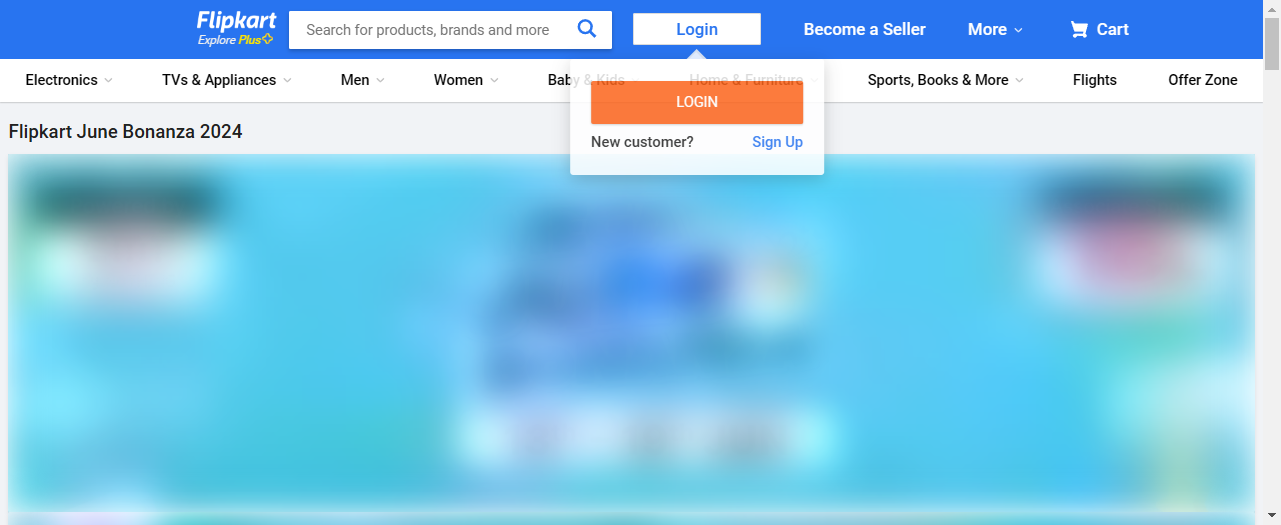 Flipkart
Explore Plus
Search for products, brands and more
Login
Become a Seller
More
Cart
Electronics
TVs & Appliances
Men
Women
Baby & Kids
Home & Furniture
Sports, Books & More
Flights
Offer Zone
LOGIN
New customer?
Sign Up
Flipkart June Bonanza 2024